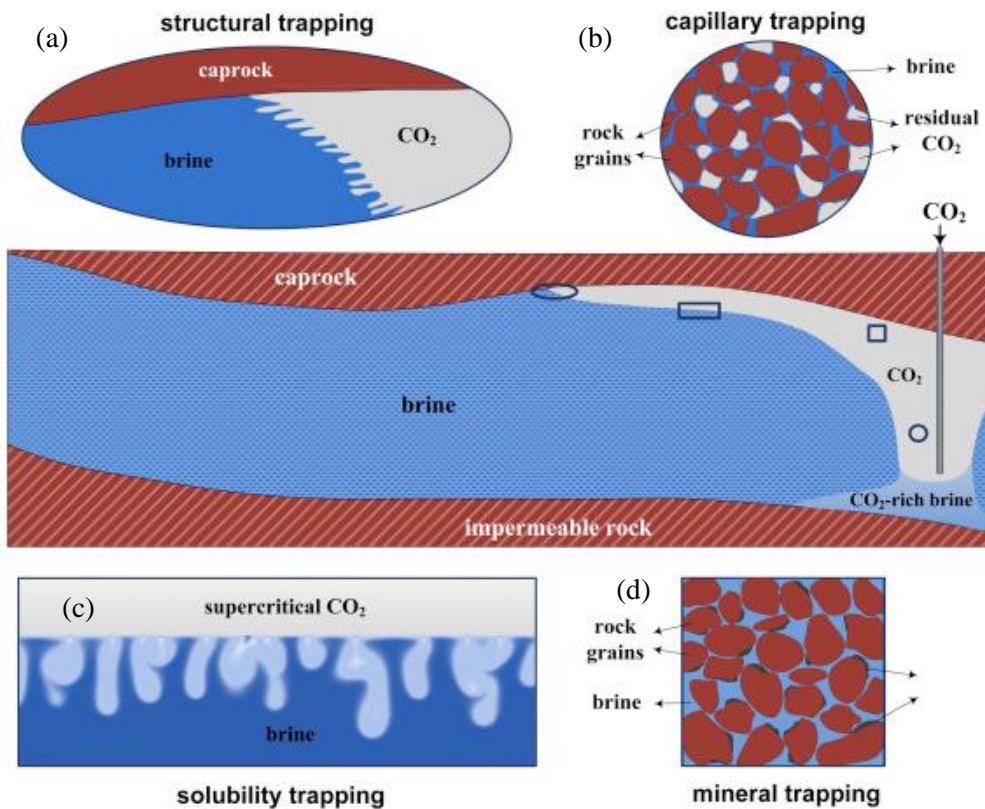 (a)
structural trapping
caprock
brine
CO₂
(b)
capillary trapping
brine
residual
CO₂
rock
grains
CO₂
caprock
brine
CO₂
CO₂-rich brine
impermeable rock
(c)
supercritical CO₂
brine
solubility trapping
(d)
rock
grains
brine
mineral trapping